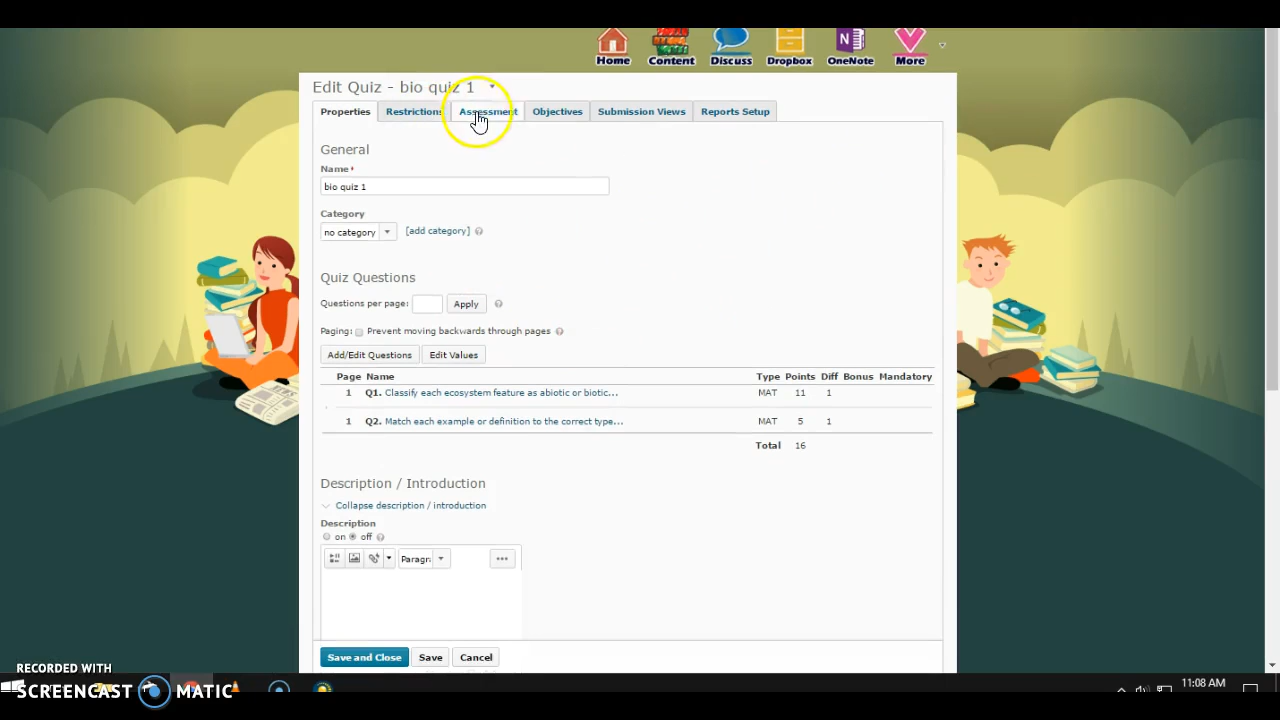 Home Content Discuss Dropbox OneNote More
Edit Quiz - bio quiz 1
Properties Restrictions Assessment Objectives Submission Views Reports Setup
General
Name *
bio quiz 1
Category
no category [add category]
Quiz Questions
Questions per page: Apply
Paging: Prevent moving backwards through pages
Add/Edit Questions Edit Values
Page Name Type Points Diff Bonus Mandatory
1 Q1. Classify each ecosystem feature as abiotic or biotic... MAT 11 1
1 Q2. Match each example or definition to the correct type... MAT 5 1
Total 16
Description / Introduction
Collapse description / introduction
Description
on off
Paragr
Save and Close Save Cancel
RECORDED WITH
SCREENCAST MATIC
11:08 AM